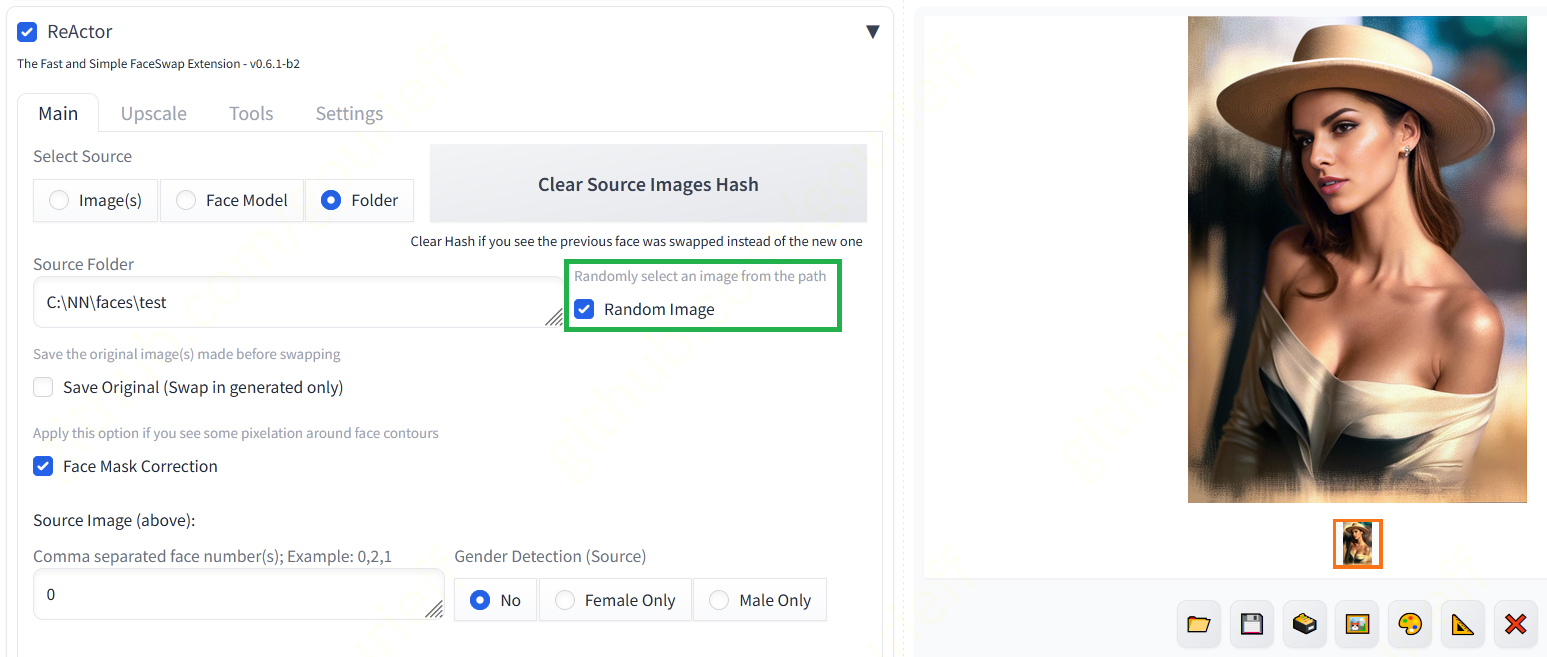 ReActor
▼
The Fast and Simple FaceSwap Extension - v0.6.1-b2
Main Upscale Tools Settings
Select Source
Image(s) Face Model Folder
Clear Source Images Hash
Clear Hash if you see the previous face was swapped instead of the new one
Source Folder
C:\NN\faces\test
Randomly select an image from the path
Random Image
Save the original image(s) made before swapping
Save Original (Swap in generated only)
Apply this option if you see some pixelation around face contours
Face Mask Correction
Source Image (above):
Comma separated face number(s); Example: 0,2,1
0
Gender Detection (Source)
No Female Only Male Only